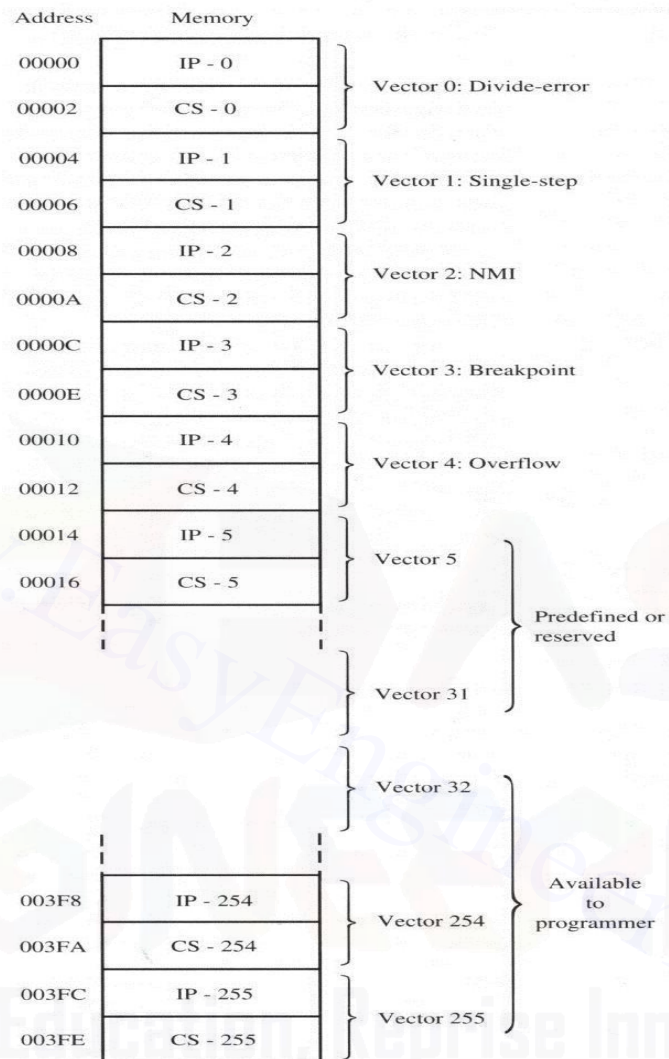 Address Memory
00000 IP - 0
Vector 0: Divide-error
00002 CS - 0
00004 IP - 1
Vector 1: Single-step
00006 CS - 1
00008 IP - 2
Vector 2: NMI
0000A CS - 2
0000C IP - 3
Vector 3: Breakpoint
0000E CS - 3
00010 IP - 4
Vector 4: Overflow
00012 CS - 4
00014 IP - 5
Vector 5
00016 CS - 5
Predefined or
reserved
Vector 31
Vector 32
003F8 IP - 254
Vector 254
003FA CS - 254
Available
to
programmer
003FC IP - 255
Vector 255
003FE CS - 255